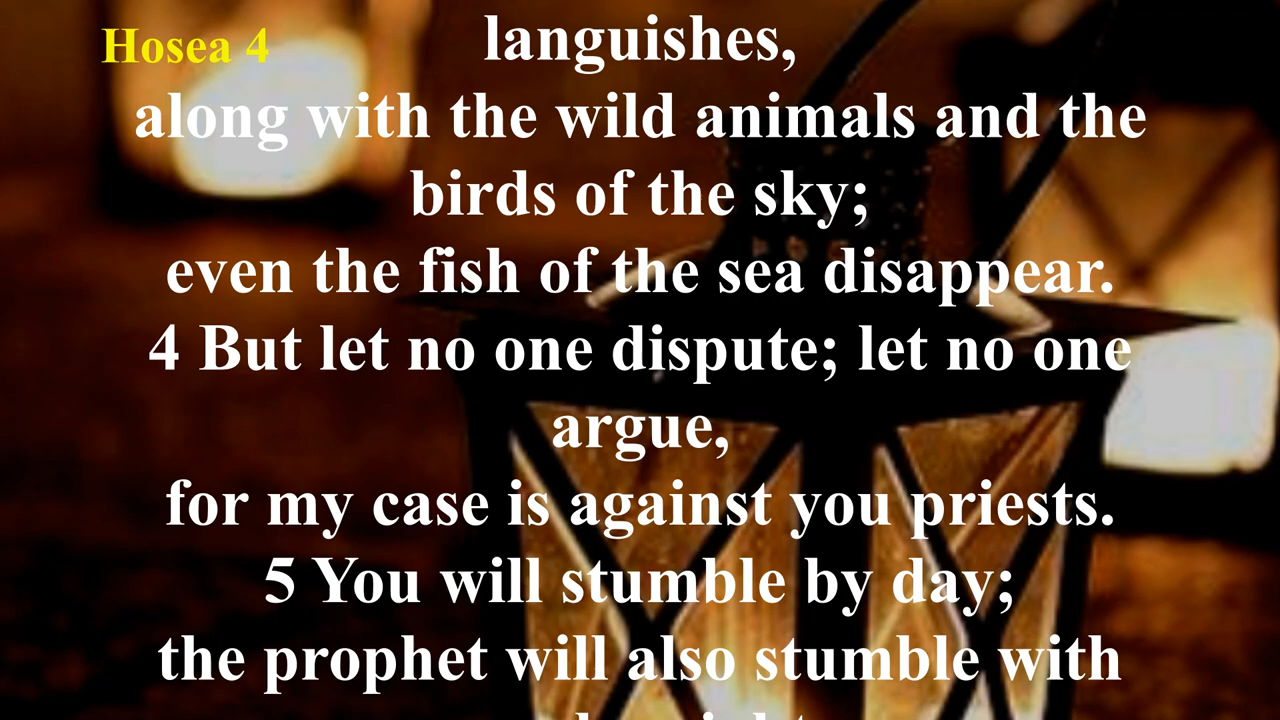 Hosea 4
languishes,
along with the wild animals and the
birds of the sky;
even the fish of the sea disappear.
4 But let no one dispute; let no one
argue,
for my case is against you priests.
5 You will stumble by day;
the prophet will also stumble with